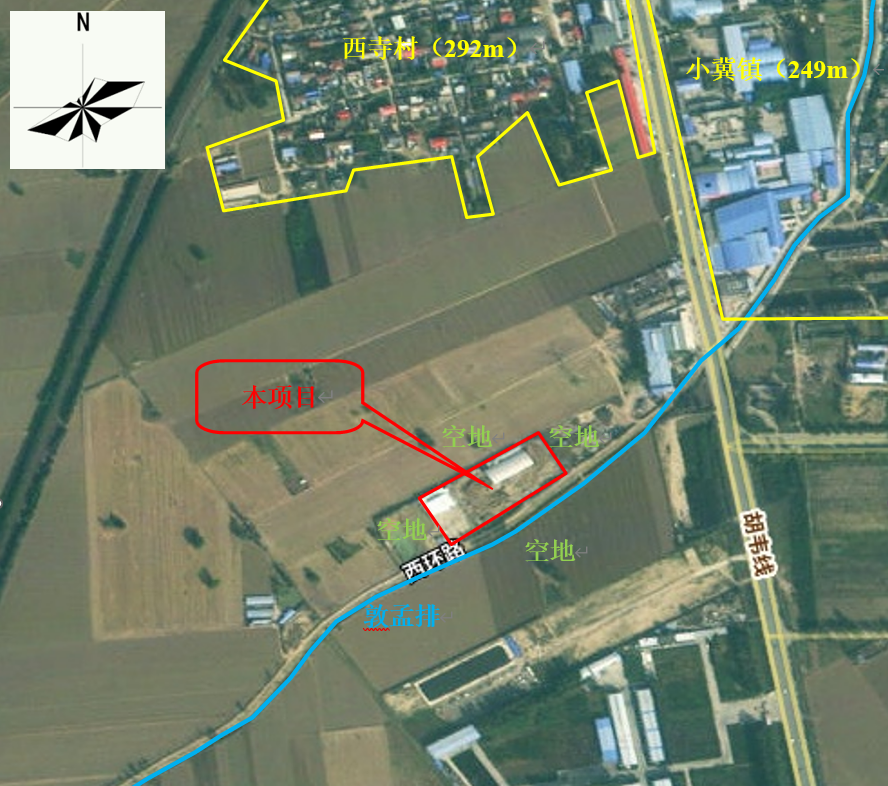 N
西寺村（292m）
小冀镇（249m）
本项目
空地
空地
空地
空地
西环路
胡韦线
敦孟排